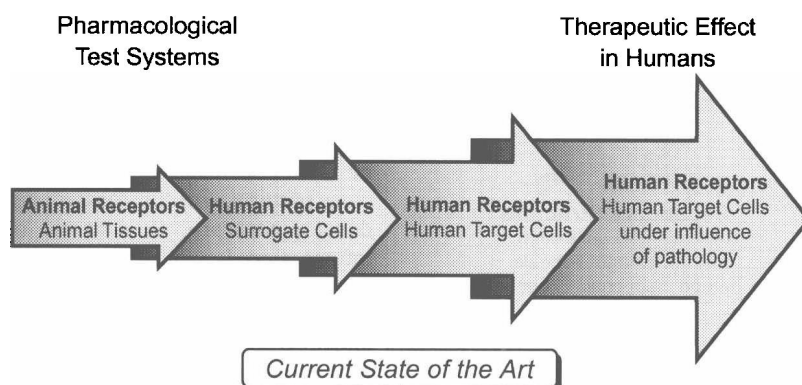 Pharmacological
Test Systems
Therapeutic Effect
in Humans
Animal Receptors
Animal Tissues
Human Receptors
Surrogate Cells
Human Receptors
Human Target Cells
Human Receptors
Human Target Cells
under influence
of pathology
Current State of the Art